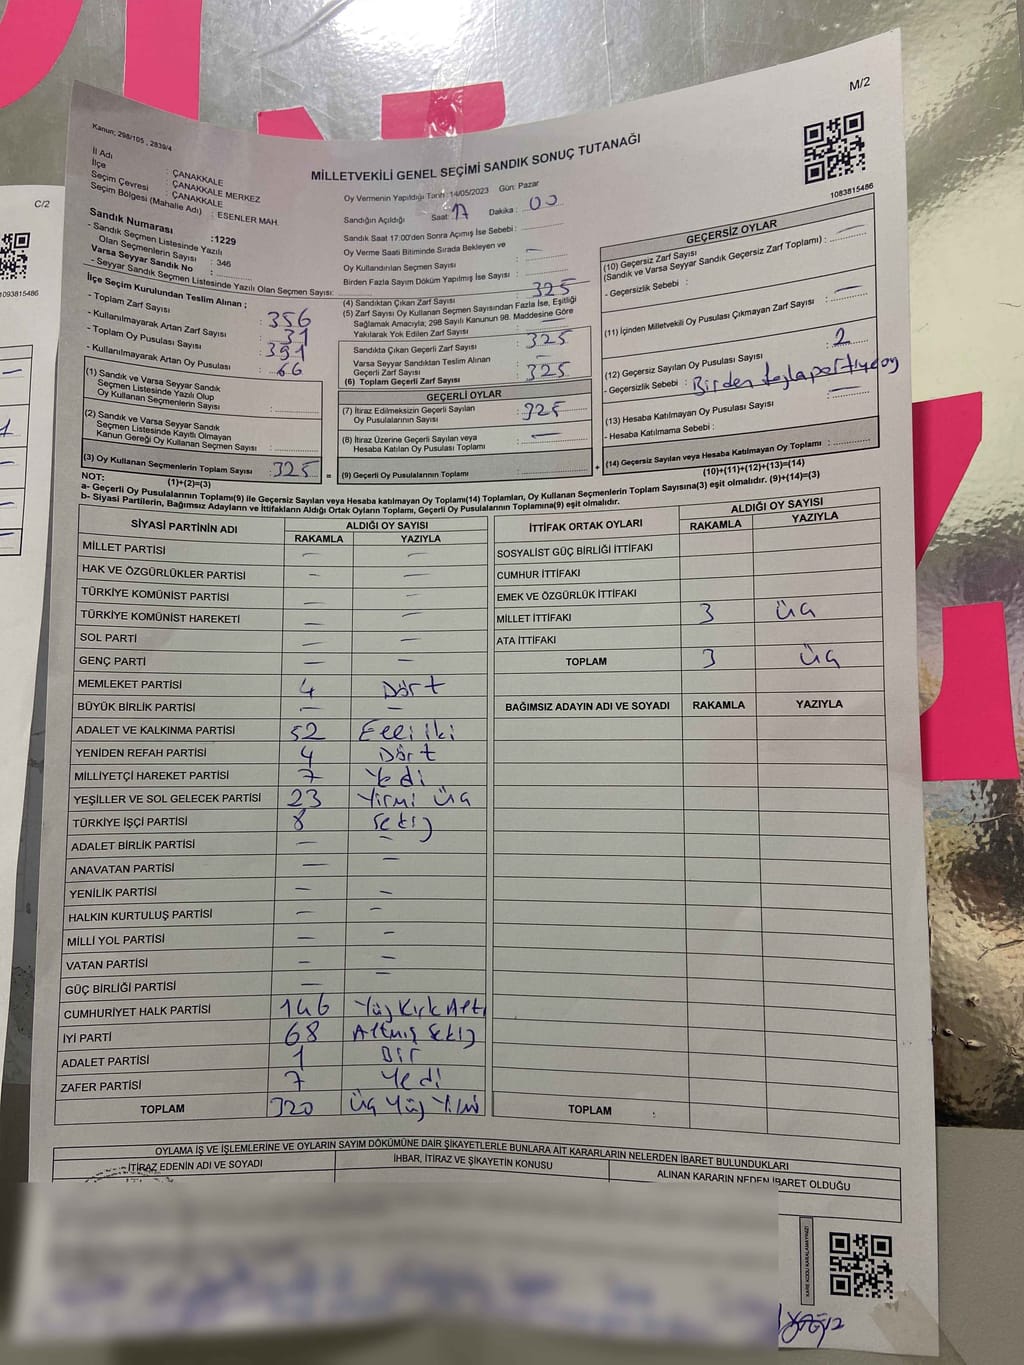 M/2
Kanun; 298/105 , 2839/4
MİLLETVEKİLİ GENEL SEÇİMİ SANDIK SONUÇ TUTANAĞI
1083815486
İl Adı : ÇANAKKALE
İlçe : ÇANAKKALE MERKEZ
Seçim Çevresi : ÇANAKKALE
Seçim Bölgesi (Mahalle Adı) : ESENLER MAH.
Sandık Numarası :1229
- Sandık Seçmen Listesinde Yazılı
Olan Seçmenlerin Sayısı : 346
Varsa Seyyar Sandık No :
- Seyyar Sandık Seçmen Listesinde Yazılı Olan Seçmen Sayısı:
İlçe Seçim Kurulundan Teslim Alınan ;
- Toplam Zarf Sayısı : 356
- Kullanılmayarak Artan Zarf Sayısı : 31
- Toplam Oy Pusulası Sayısı : 391
- Kullanılmayarak Artan Oy Pusulası : 66
(1) Sandık ve Varsa Seyyar Sandık
Seçmen Listesinde Yazılı Olup
Oy Kullanan Seçmenlerin Sayısı :
(2) Sandık ve Varsa Seyyar Sandık
Seçmen Listesinde Kayıtlı Olmayan
Kanun Gereği Oy Kullanan Seçmen Sayısı :
(3) Oy Kullanan Seçmenlerin Toplam Sayısı : 325
(1)+(2)=(3)
Oy Vermenin Yapıldığı Tarih :14/05/2023 Gün: Pazar
Sandığın Açıldığı Saat: 17 Dakika : 00
Sandık Saat 17:00'den Sonra Açımış İse Sebebi :
Oy Verme Saati Bitiminde Sırada Bekleyen ve
Oy Kullandırılan Seçmen Sayısı : —
Birden Fazla Sayım Döküm Yapılmış İse Sayısı : —
(4) Sandıktan Çıkan Zarf Sayısı : 325
(5) Zarf Sayısı Oy Kullanan Seçmen Sayısından Fazla İse, Eşitliği
Sağlamak Amacıyla; 298 Sayılı Kanunun 98. Maddesine Göre
Yakılarak Yok Edilen Zarf Sayısı : —
Sandıkta Çıkan Geçerli Zarf Sayısı : 325
Varsa Seyyar Sandıktan Teslim Alınan
Geçerli Zarf Sayısı : —
(6) Toplam Geçerli Zarf Sayısı : 325
GEÇERLİ OYLAR
(7) İtiraz Edilmeksizin Geçerli Sayılan
Oy Pusulalarının Sayısı : 325
(8) İtiraz Üzerine Geçerli Sayılan veya
Hesaba Katılan Oy Pusulası Toplamı : —
(9) Geçerli Oy Pusulalarının Toplamı :
GEÇERSİZ OYLAR
(10) Geçersiz Zarf Sayısı
(Sandık ve Varsa Seyyar Sandık Geçersiz Zarf Toplamı) : —
- Geçersizlik Sebebi :
(11) İçinden Milletvekili Oy Pusulası Çıkmayan Zarf Sayısı : —
(12) Geçersiz Sayılan Oy Pusulası Sayısı : 2
- Geçersizlik Sebebi : Birden fazla partiye oy
(13) Hesaba Katılmayan Oy Pusulası Sayısı : —
- Hesaba Katılmama Sebebi :
(14) Geçersiz Sayılan veya Hesaba Katılmayan Oy Toplamı :
(10)+(11)+(12)+(13)=(14)
NOT:
a- Geçerli Oy Pusulalarının Toplamı(9) ile Geçersiz Sayılan veya Hesaba katılmayan Oy Toplamı(14) Toplamları, Oy Kullanan Seçmenlerin Toplam Sayısına(3) eşit olmalıdır. (9)+(14)=(3)
b- Siyasi Partilerin, Bağımsız Adayların ve İttifakların Aldığı Ortak Oyların Toplamı, Geçerli Oy Pusulalarının Toplamına(9) eşit olmalıdır.
SİYASİ PARTİNİN ADI ALDIĞI OY SAYISI
RAKAMLA YAZIYLA
MİLLET PARTİSİ — —
HAK VE ÖZGÜRLÜKLER PARTİSİ — —
TÜRKİYE KOMÜNİST PARTİSİ — —
TÜRKİYE KOMÜNİST HAREKETİ — —
SOL PARTİ — —
GENÇ PARTİ — —
MEMLEKET PARTİSİ 4 Dört
BÜYÜK BİRLİK PARTİSİ — —
ADALET VE KALKINMA PARTİSİ 52 Elli iki
YENİDEN REFAH PARTİSİ 4 Dört
MİLLİYETÇİ HAREKET PARTİSİ 7 Yedi
YEŞİLLER VE SOL GELECEK PARTİSİ 23 Yirmi üç
TÜRKİYE İŞÇİ PARTİSİ 8 Sekiz
ADALET BİRLİK PARTİSİ — —
ANAVATAN PARTİSİ — —
YENİLİK PARTİSİ — —
HALKIN KURTULUŞ PARTİSİ — —
MİLLİ YOL PARTİSİ — —
VATAN PARTİSİ — —
GÜÇ BİRLİĞİ PARTİSİ — —
CUMHURİYET HALK PARTİSİ 146 Yüz Kırk Altı
İYİ PARTİ 68 Altmış Sekiz
ADALET PARTİSİ 1 Bir
ZAFER PARTİSİ 7 Yedi
TOPLAM 320 Üç Yüz Yirmi
İTTİFAK ORTAK OYLARI ALDIĞI OY SAYISI
RAKAMLA YAZIYLA
SOSYALİST GÜÇ BİRLİĞİ İTTİFAKI
CUMHUR İTTİFAKI
EMEK VE ÖZGÜRLÜK İTTİFAKI
MİLLET İTTİFAKI 3 Üç
ATA İTTİFAKI
TOPLAM 3 Üç
BAĞIMSIZ ADAYIN ADI VE SOYADI RAKAMLA YAZIYLA
TOPLAM
OYLAMA İŞ VE İŞLEMLERİNE VE OYLARIN SAYIM DÖKÜMÜNE DAİR ŞİKAYETLERLE BUNLARA AİT KARARLARIN NELERDEN İBARET BULUNDUKLARI
İTİRAZ EDENİN ADI VE SOYADI İHBAR, İTİRAZ VE ŞİKAYETİN KONUSU ALINAN KARARIN NEDEN İBARET OLDUĞU
KARE KODU KARALAMAYINIZ!
C/2
1093815486